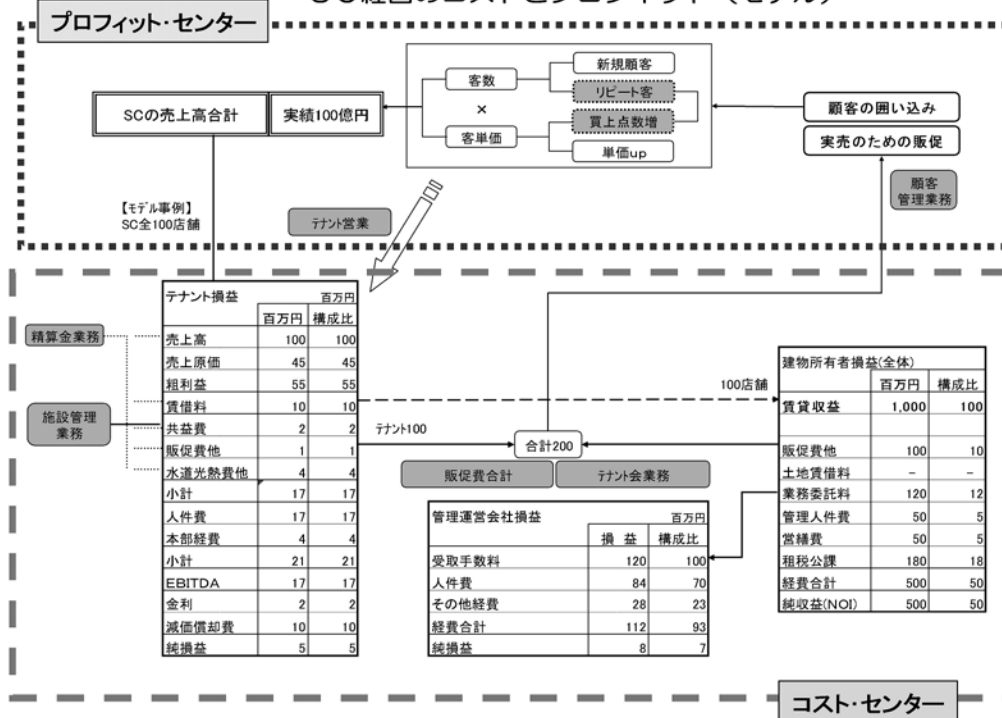 プロフィット・センター
SC経営のコストとプロフィット（モデル）
SCの売上高合計 実績100億円
客数
×
客単価
新規顧客
リピート客
買上点数増
単価up
顧客の囲い込み
実売のための販促
顧客
管理業務
【モデル事例】
SC全100店舗
テナント営業
精算金業務
施設管理
業務
テナント損益 百万円
百万円 構成比
売上高 100 100
売上原価 45 45
粗利益 55 55
賃借料 10 10
共益費 2 2
販促費他 1 1
水道光熱費他 4 4
小計 17 17
人件費 17 17
本部経費 4 4
小計 21 21
EBITDA 17 17
金利 2 2
減価償却費 10 10
純損益 5 5
100店舗
テナント100
合計200
販促費合計
テナント会業務
管理運営会社損益 百万円
損 益 構成比
受取手数料 120 100
人件費 84 70
その他経費 28 23
経費合計 112 93
純損益 8 7
建物所有者損益(全体)
百万円 構成比
賃貸収益 1,000 100
販促費他 100 10
土地賃借料 − −
業務委託料 120 12
管理人件費 50 5
営繕費 50 5
租税公課 180 18
経費合計 500 50
純収益(NOI) 500 50
コスト・センター